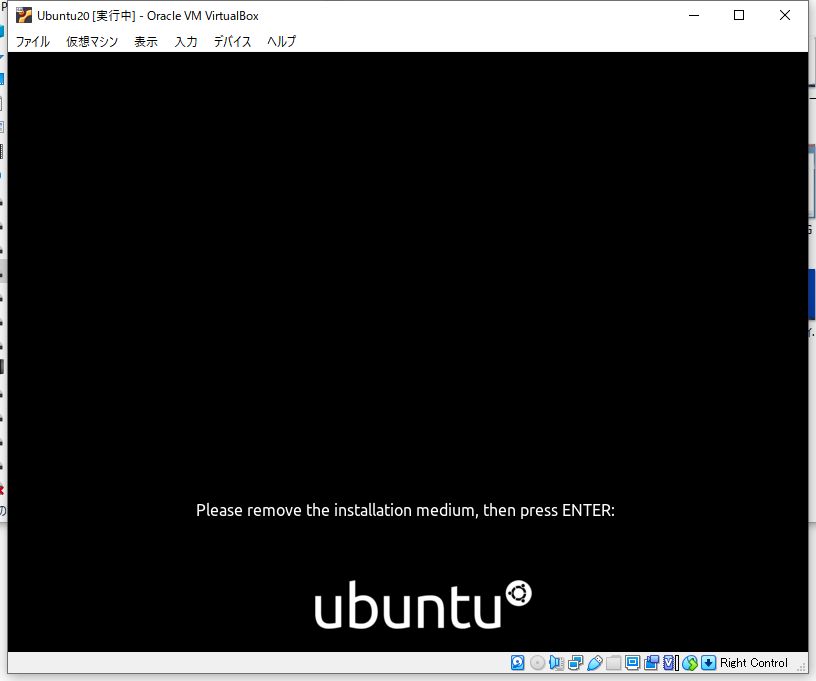 Ubuntu20 [実行中] - Oracle VM VirtualBox
ファイル 仮想マシン 表示 入力 デバイス ヘルプ
Please remove the installation medium, then press ENTER:
ubuntu
Right Control